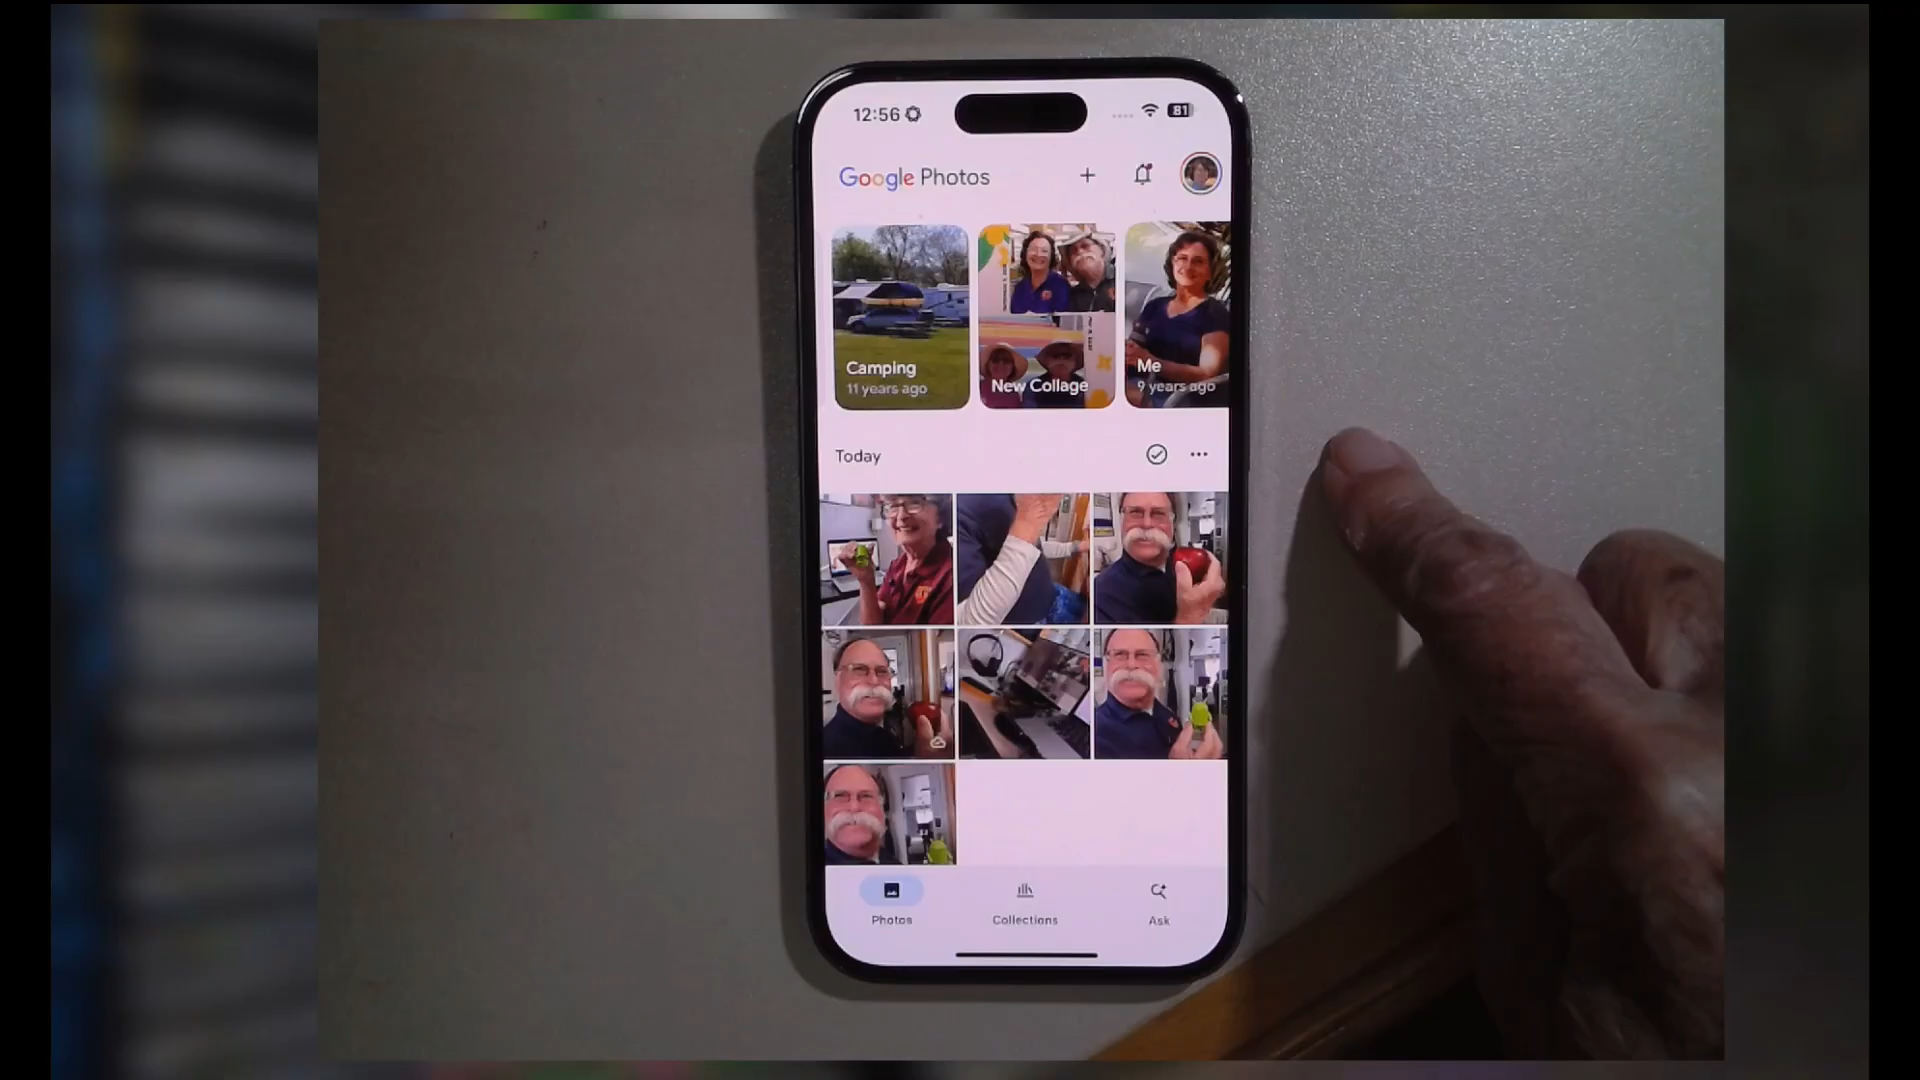 12:56
81
Google Photos
Camping
11 years ago
New Collage
Me
9 years ago
Today
Photos
Collections
Ask